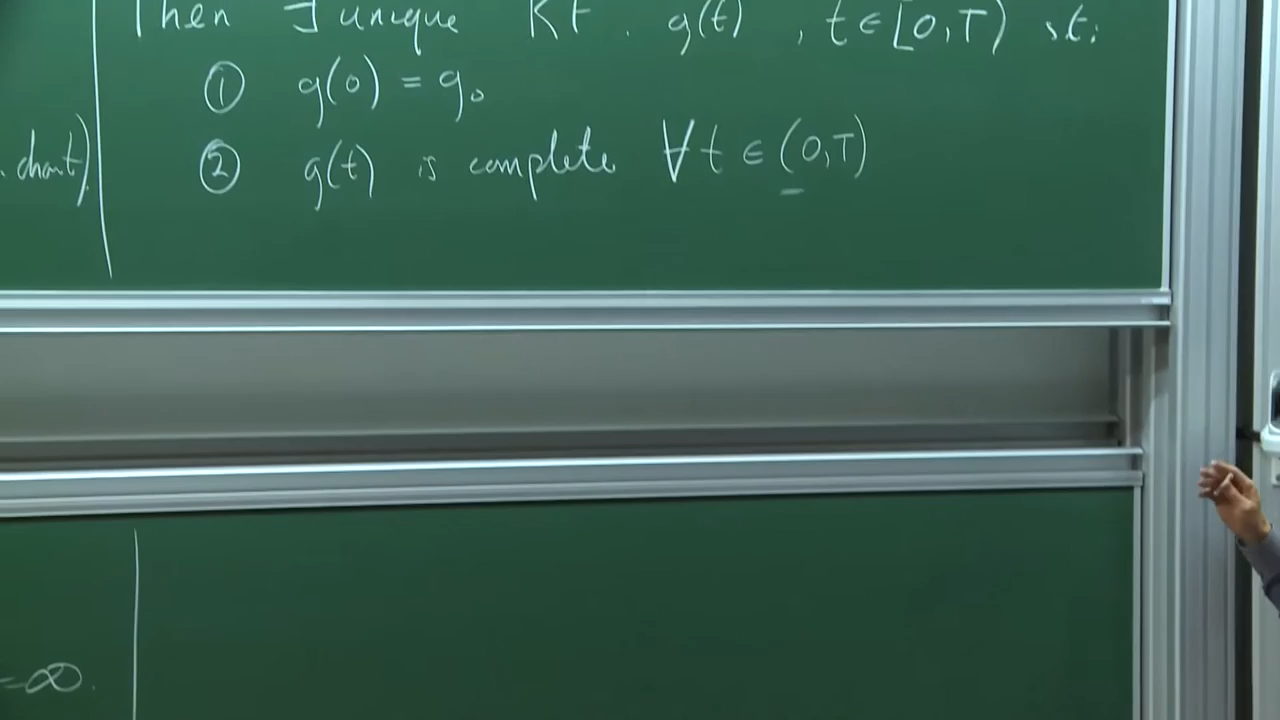 Then ∃ unique RF. g(t), t ∈ [0,T) s.t.
① g(0) = g₀
② g(t) is complete ∀ t ∈ (0,T)
. chart)
=∞.